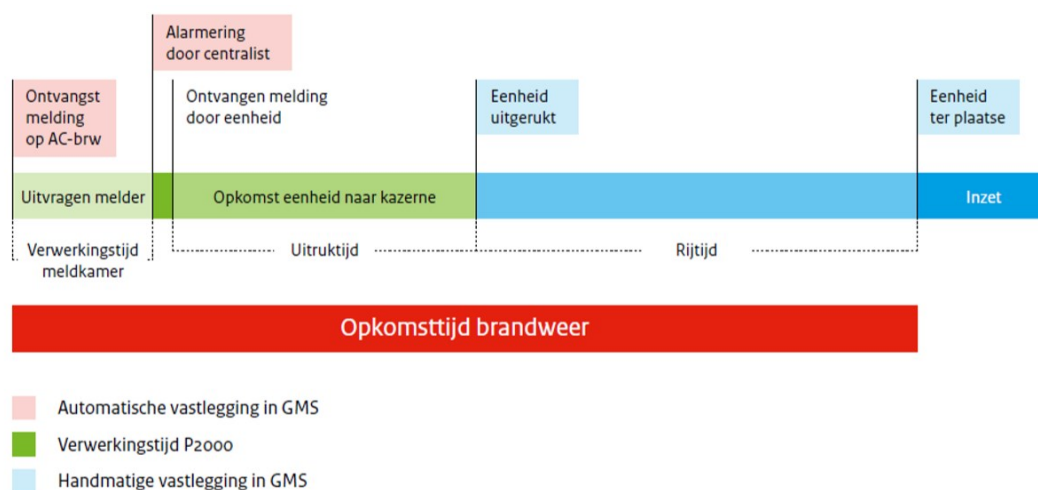 Alarmering
door centralist
Ontvangst
melding
op AC-brw
Ontvangen melding
door eenheid
Eenheid
uitgerukt
Eenheid
ter plaatse
Uitvragen melder
Opkomst eenheid naar kazerne
Inzet
Verwerkingstijd
meldkamer
Uitruktijd
Rijtijd
Opkomsttijd brandweer
Automatische vastlegging in GMS
Verwerkingstijd P2000
Handmatige vastlegging in GMS